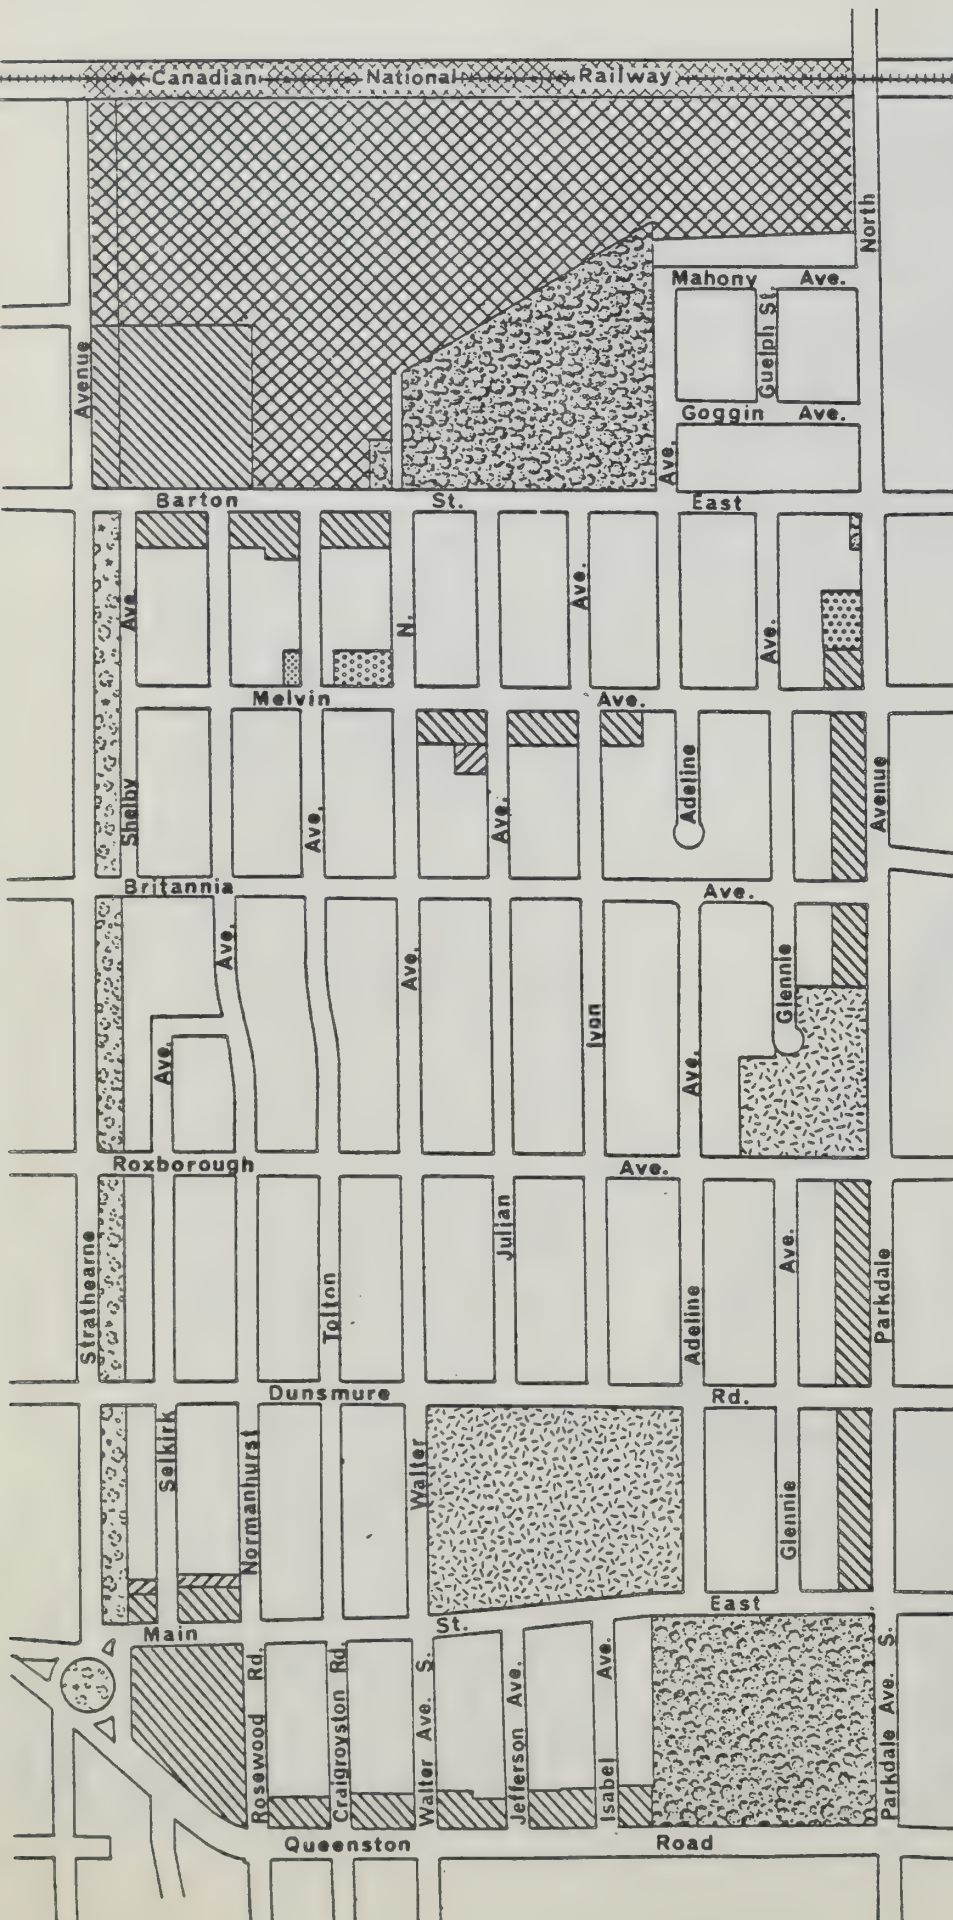 Canadian National Railway
North
Mahony Ave.
Guelph St.
Avenue
Goggin Ave.
Ave.
Barton St. East
Ave.
N.
Ave.
Ave.
Melvin Ave.
Shelby
Ave.
Ave.
Adeline
Avenue
Britannia Ave.
Ave.
Ave.
Ave.
Ivon
Ave.
Glennie
Roxborough Ave.
Strathearne
Tolton
Julian
Adeline
Ave.
Parkdale
Dunsmure Rd.
Selkirk
Normanhurst
Walter
Glennie
Main St. East
Rosewood Rd.
Craigroyston Rd.
Walter Ave. S.
Jefferson Ave.
Isabel Ave.
Parkdale Ave. S.
Queenston Road